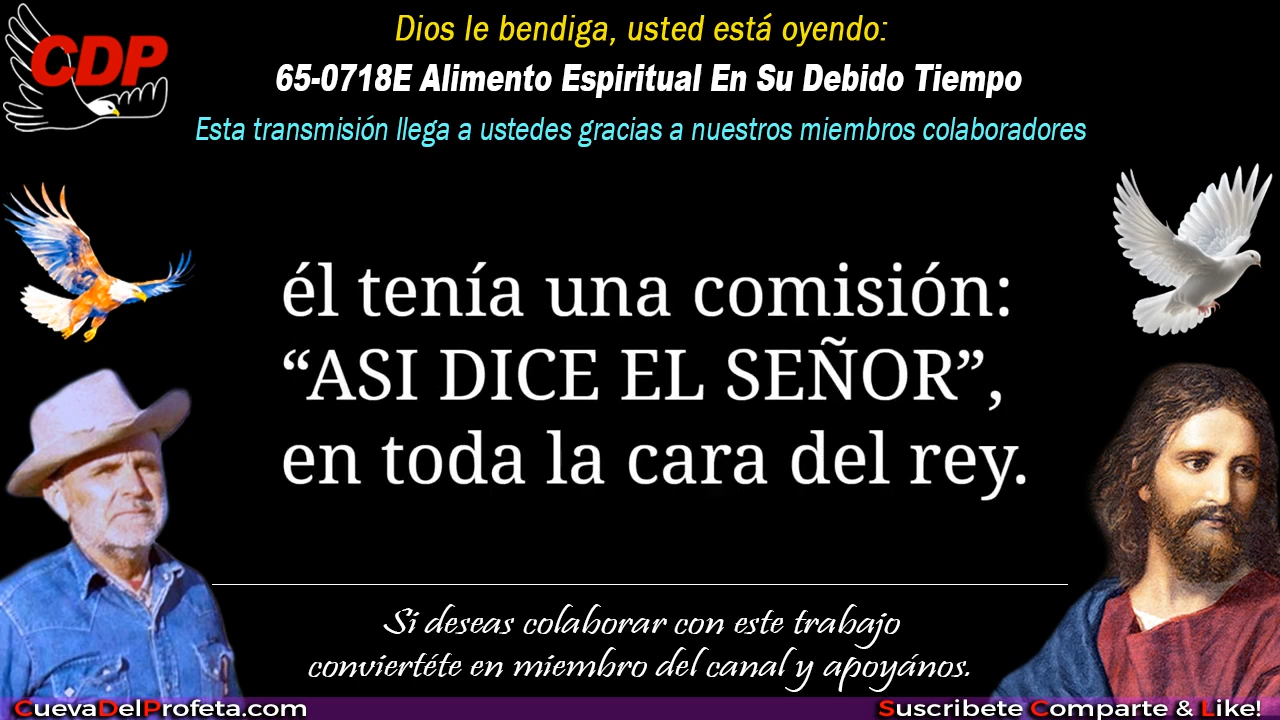 CDP
Dios le bendiga, usted está oyendo:
65-0718E Alimento Espiritual En Su Debido Tiempo
Esta transmisión llega a ustedes gracias a nuestros miembros colaboradores
él tenía una comisión:
“ASI DICE EL SEÑOR”,
en toda la cara del rey.
Si deseas colaborar con este trabajo
conviertéte en miembro del canal y apoyános.
CuevaDelProfeta.com
Suscribete Comparte & Like!